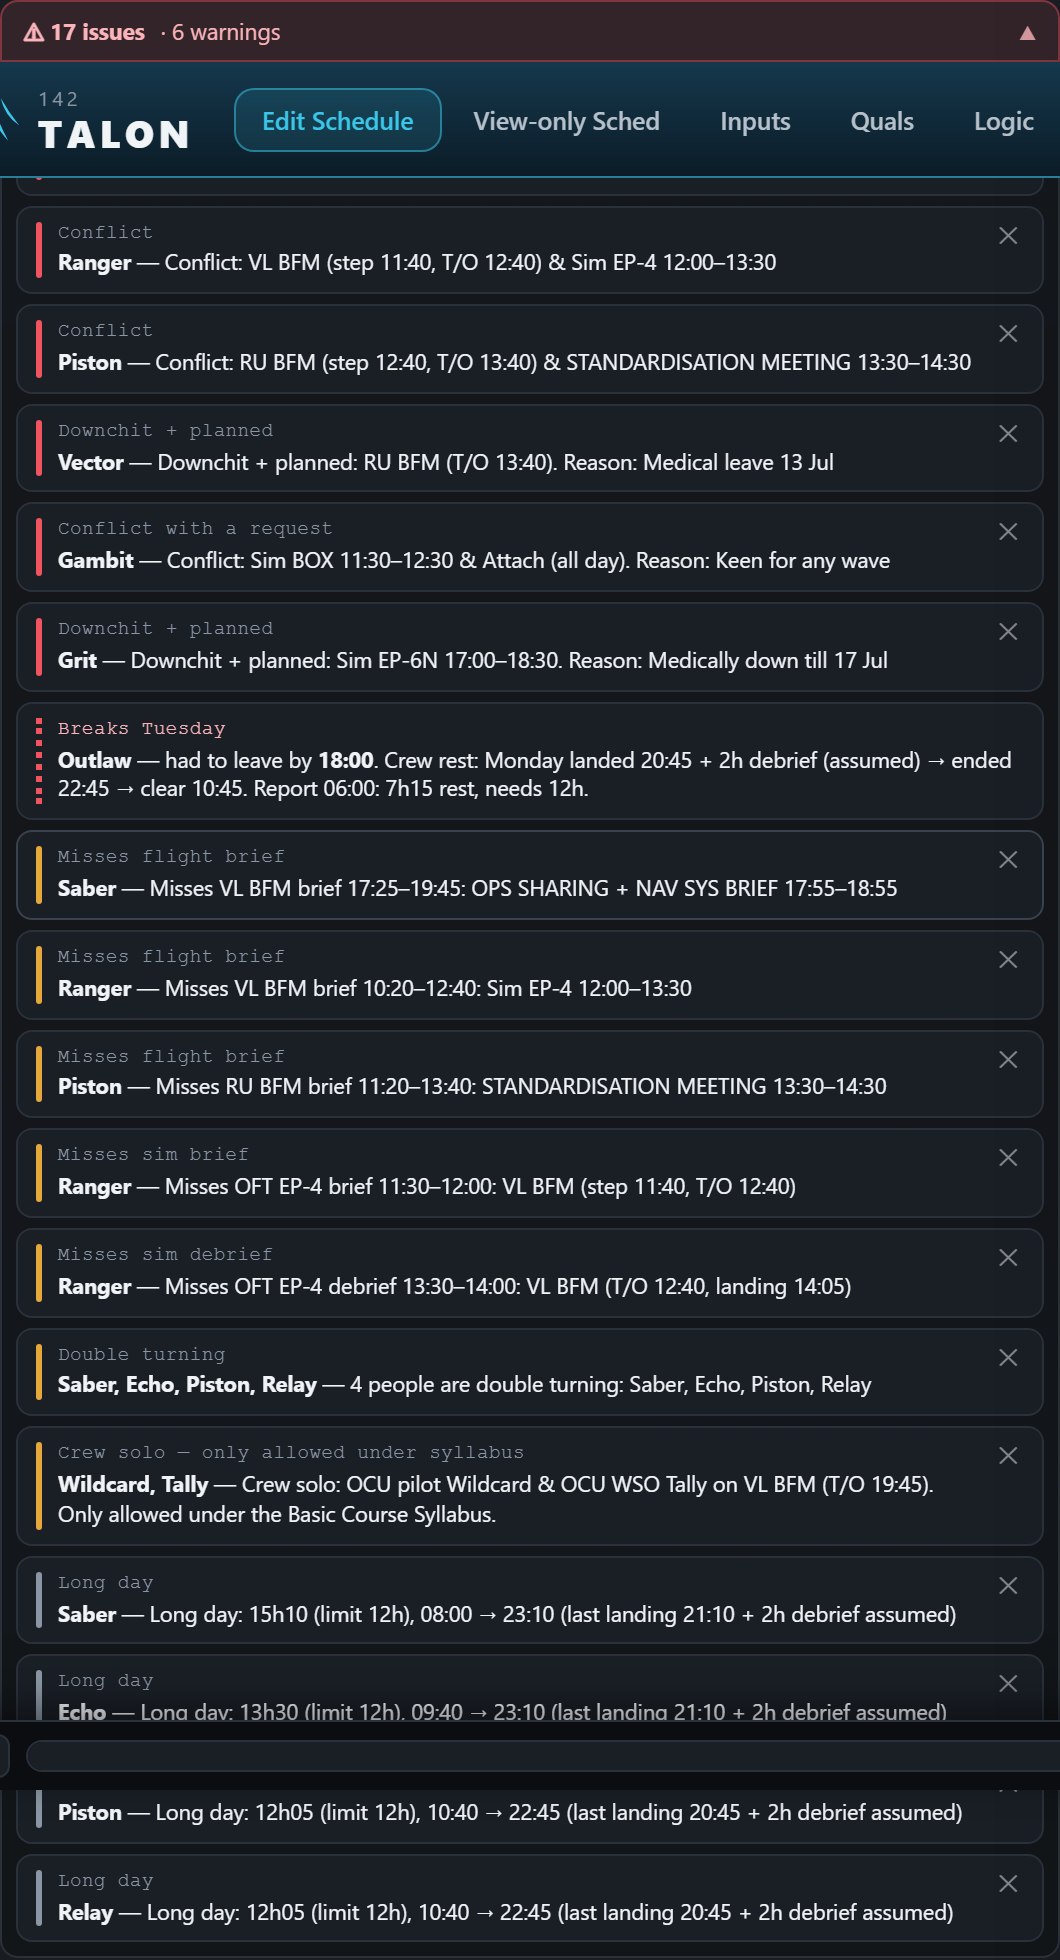 17 issues · 6 warnings
142
TALON
Edit Schedule
View-only Sched
Inputs
Quals
Logic
Conflict
Ranger — Conflict: VL BFM (step 11:40, T/O 12:40) & Sim EP-4 12:00–13:30
Conflict
Piston — Conflict: RU BFM (step 12:40, T/O 13:40) & STANDARDISATION MEETING 13:30–14:30
Downchit + planned
Vector — Downchit + planned: RU BFM (T/O 13:40). Reason: Medical leave 13 Jul
Conflict with a request
Gambit — Conflict: Sim BOX 11:30–12:30 & Attach (all day). Reason: Keen for any wave
Downchit + planned
Grit — Downchit + planned: Sim EP-6N 17:00–18:30. Reason: Medically down till 17 Jul
Breaks Tuesday
Outlaw — had to leave by 18:00. Crew rest: Monday landed 20:45 + 2h debrief (assumed) → ended
22:45 → clear 10:45. Report 06:00: 7h15 rest, needs 12h.
Misses flight brief
Saber — Misses VL BFM brief 17:25–19:45: OPS SHARING + NAV SYS BRIEF 17:55–18:55
Misses flight brief
Ranger — Misses VL BFM brief 10:20–12:40: Sim EP-4 12:00–13:30
Misses flight brief
Piston — Misses RU BFM brief 11:20–13:40: STANDARDISATION MEETING 13:30–14:30
Misses sim brief
Ranger — Misses OFT EP-4 brief 11:30–12:00: VL BFM (step 11:40, T/O 12:40)
Misses sim debrief
Ranger — Misses OFT EP-4 debrief 13:30–14:00: VL BFM (T/O 12:40, landing 14:05)
Double turning
Saber, Echo, Piston, Relay — 4 people are double turning: Saber, Echo, Piston, Relay
Crew solo — only allowed under syllabus
Wildcard, Tally — Crew solo: OCU pilot Wildcard & OCU WSO Tally on VL BFM (T/O 19:45).
Only allowed under the Basic Course Syllabus.
Long day
Saber — Long day: 15h10 (limit 12h), 08:00 → 23:10 (last landing 21:10 + 2h debrief assumed)
Long day
Echo — Long day: 13h30 (limit 12h), 09:40 → 23:10 (last landing 21:10 + 2h debrief assumed)
Piston — Long day: 12h05 (limit 12h), 10:40 → 22:45 (last landing 20:45 + 2h debrief assumed)
Long day
Relay — Long day: 12h05 (limit 12h), 10:40 → 22:45 (last landing 20:45 + 2h debrief assumed)